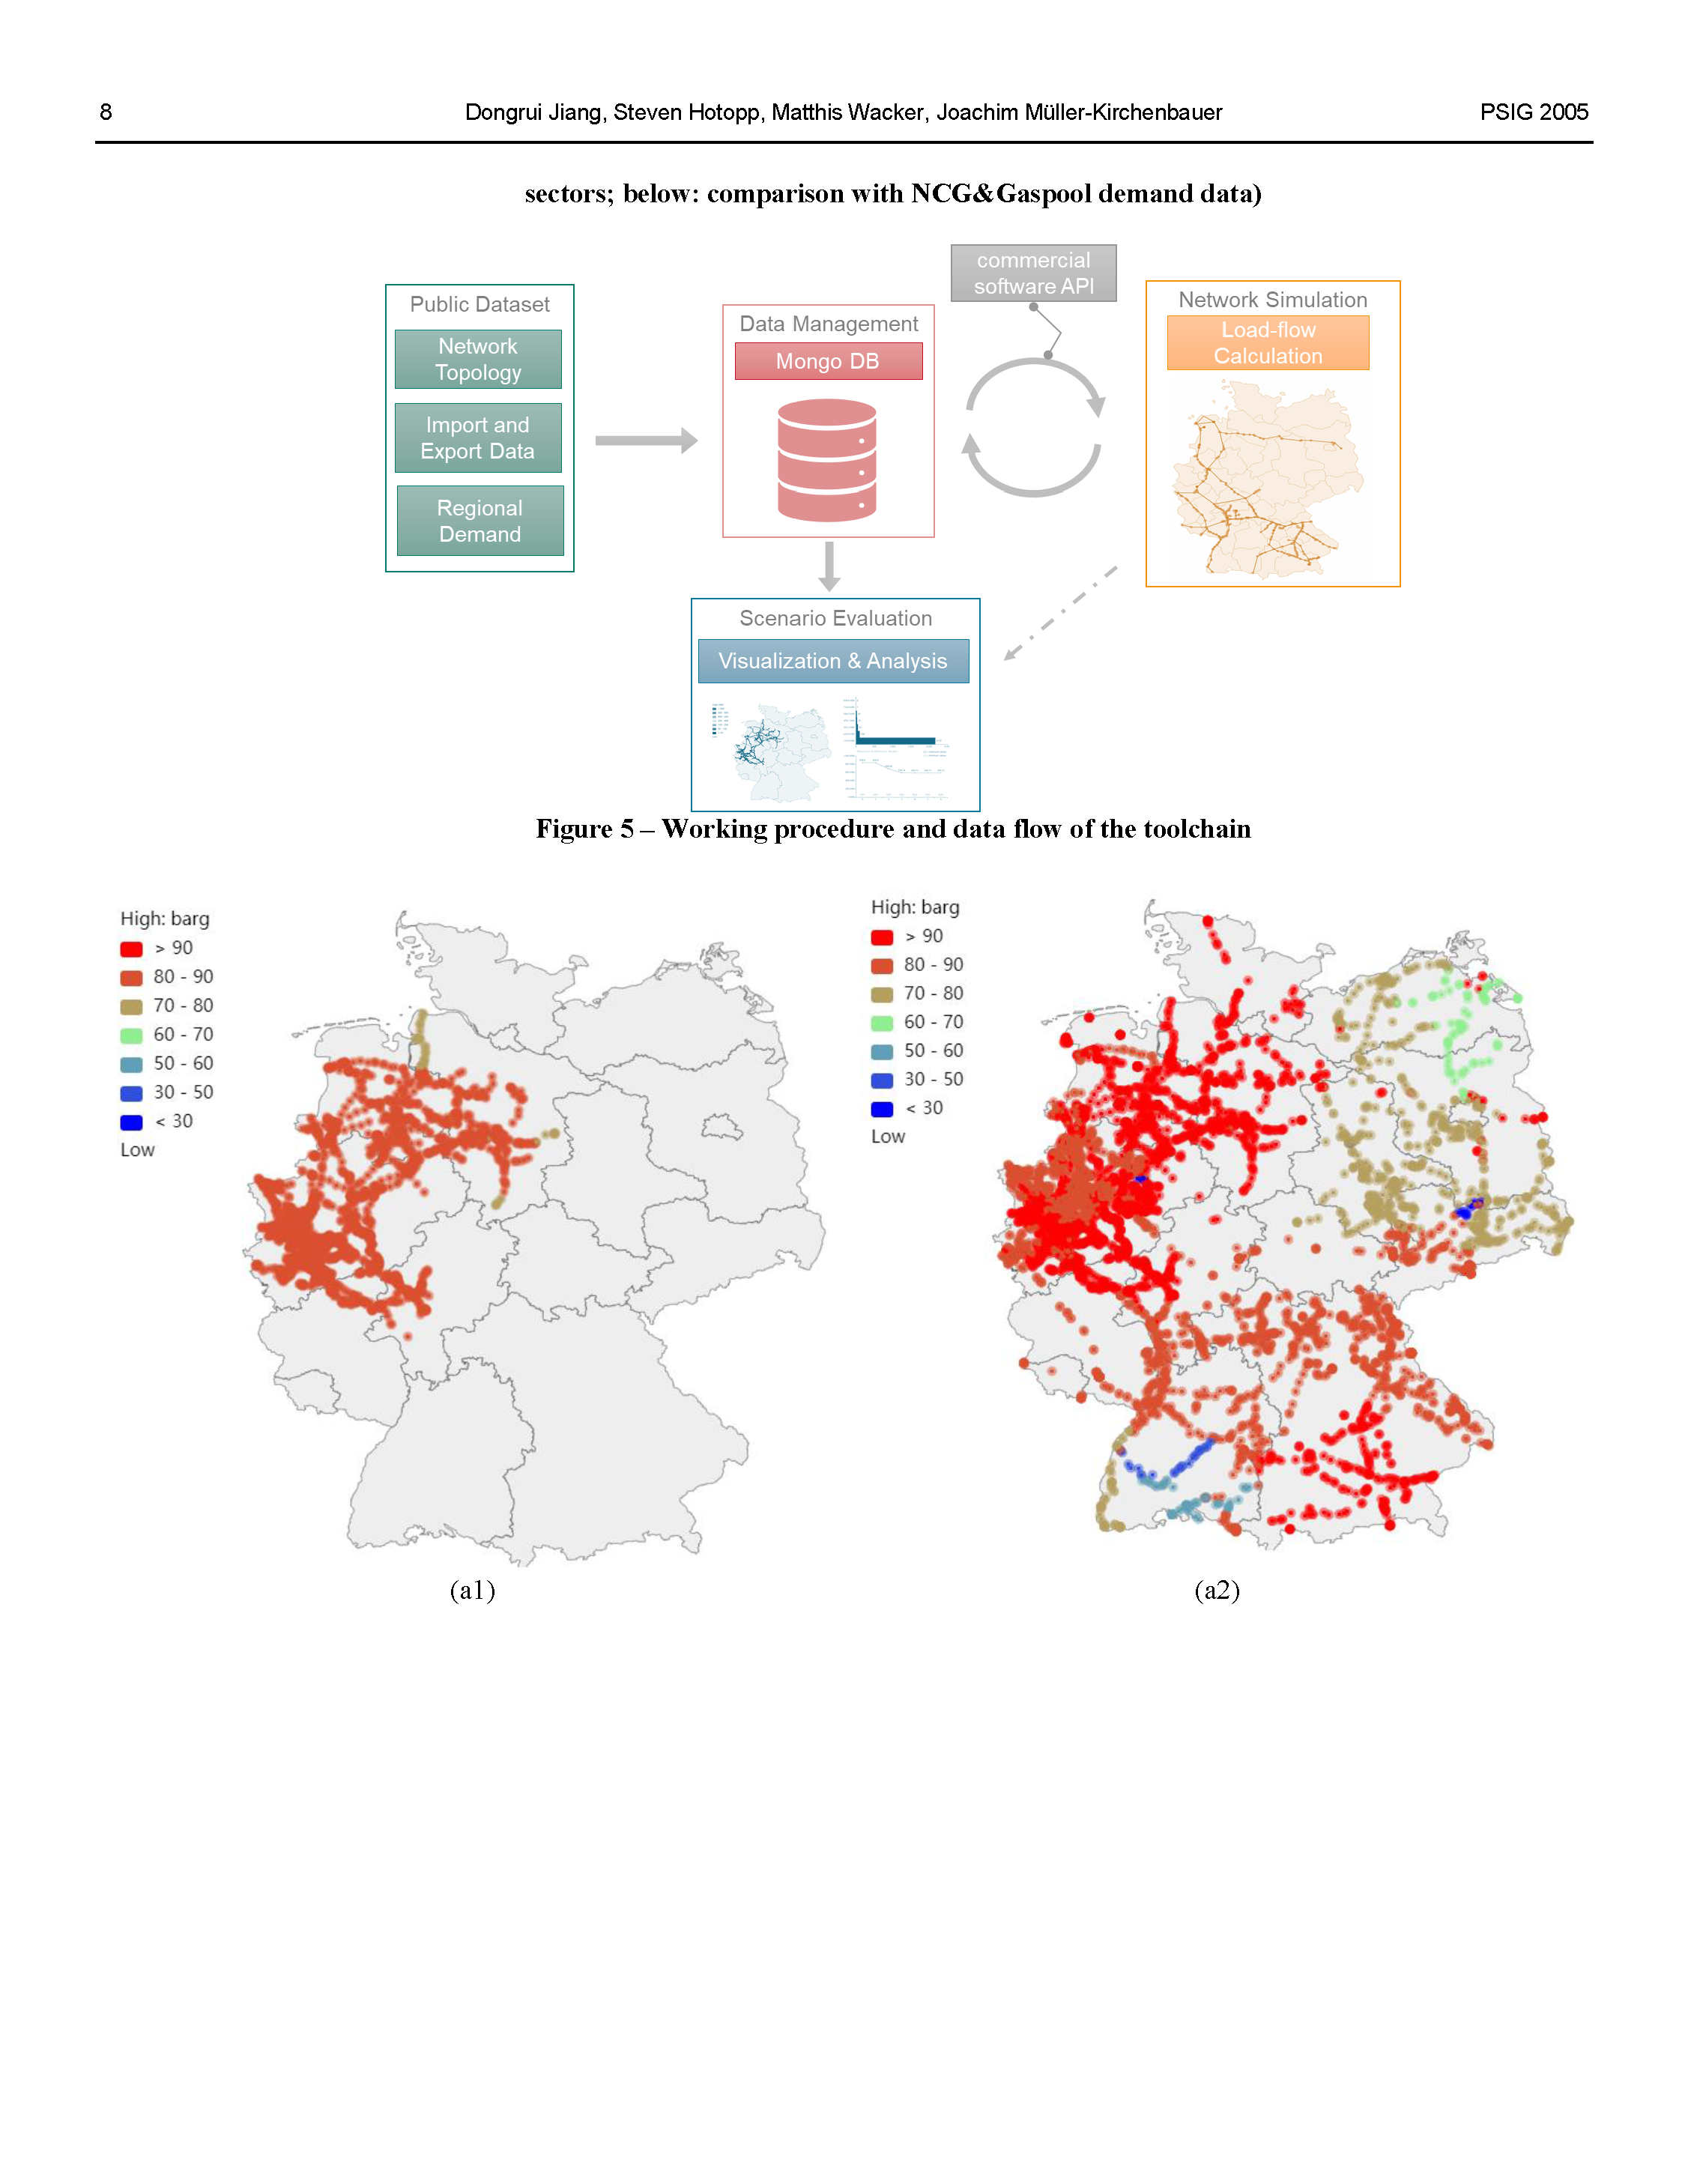 8 Dongrui Jiang, Steven Hotopp, Matthis Wacker, Joachim Müller-Kirchenbauer PSIG 2005
sectors; below: comparison with NCG&Gaspool demand data)
Public Dataset
Network
Topology
Import and
Export Data
Regional
Demand
Data Management
Mongo DB
commercial
software API
Network Simulation
Load-flow
Calculation
Scenario Evaluation
Visualization & Analysis
Figure 5 – Working procedure and data flow of the toolchain
High: barg
> 90
80 - 90
70 - 80
60 - 70
50 - 60
30 - 50
< 30
Low
(a1)
High: barg
> 90
80 - 90
70 - 80
60 - 70
50 - 60
30 - 50
< 30
Low
(a2)